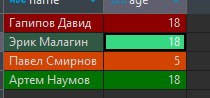 name age
Гапипов Давид 18
Эрик Малагин 18
Павел Смирнов 5
Артем Наумов 18